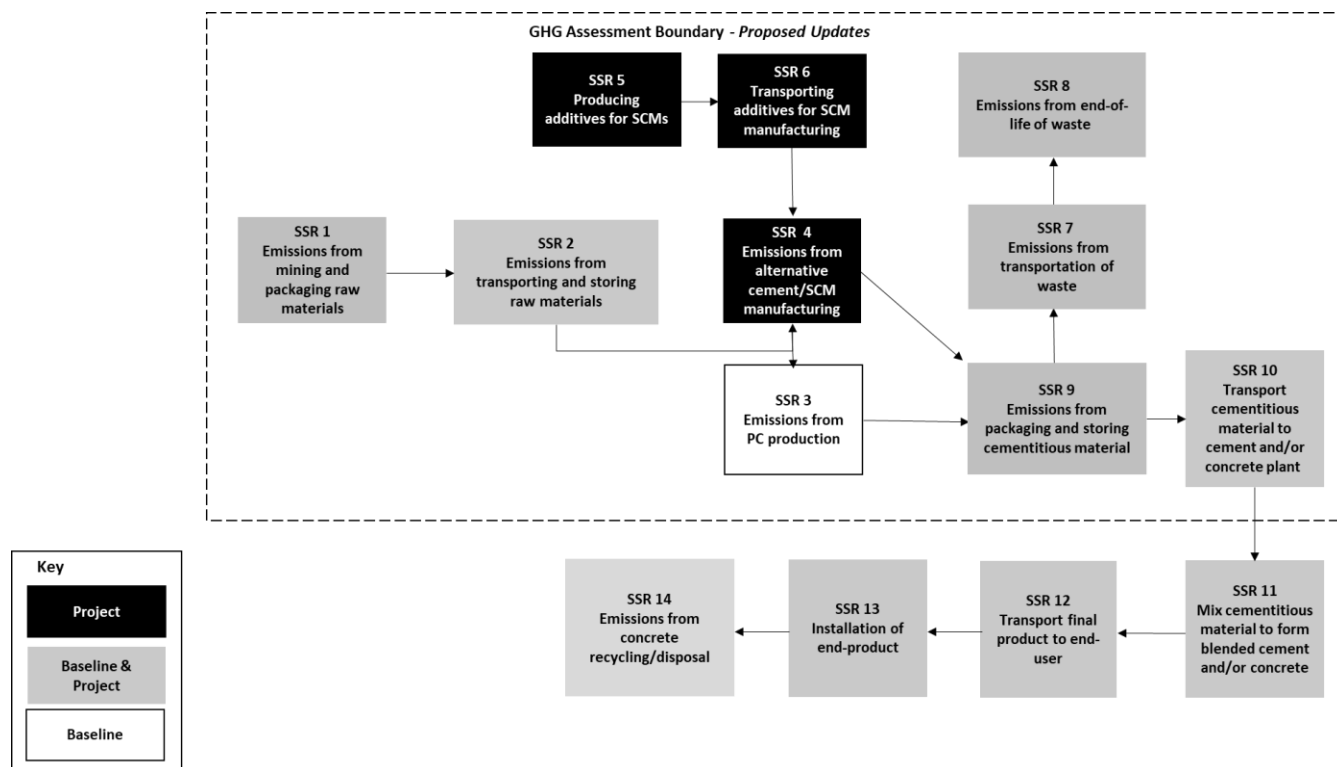 GHG Assessment Boundary - Proposed Updates
SSR 5
Producing
additives for SCMs
SSR 6
Transporting
additives for SCM
manufacturing
SSR 8
Emissions from end-of-
life of waste
SSR 1
Emissions from
mining and
packaging raw
materials
SSR 2
Emissions from
transporting and storing
raw materials
SSR 4
Emissions from
alternative
cement/SCM
manufacturing
SSR 7
Emissions from
transportation of
waste
SSR 3
Emissions from
PC production
SSR 9
Emissions from
packaging and storing
cementitious material
SSR 10
Transport
cementitious
material to
cement and/or
concrete plant
Key
Project
Baseline &
Project
Baseline
SSR 14
Emissions from
concrete
recycling/disposal
SSR 13
Installation of
end-product
SSR 12
Transport final
product to end-
user
SSR 11
Mix cementitious
material to form
blended cement
and/or concrete